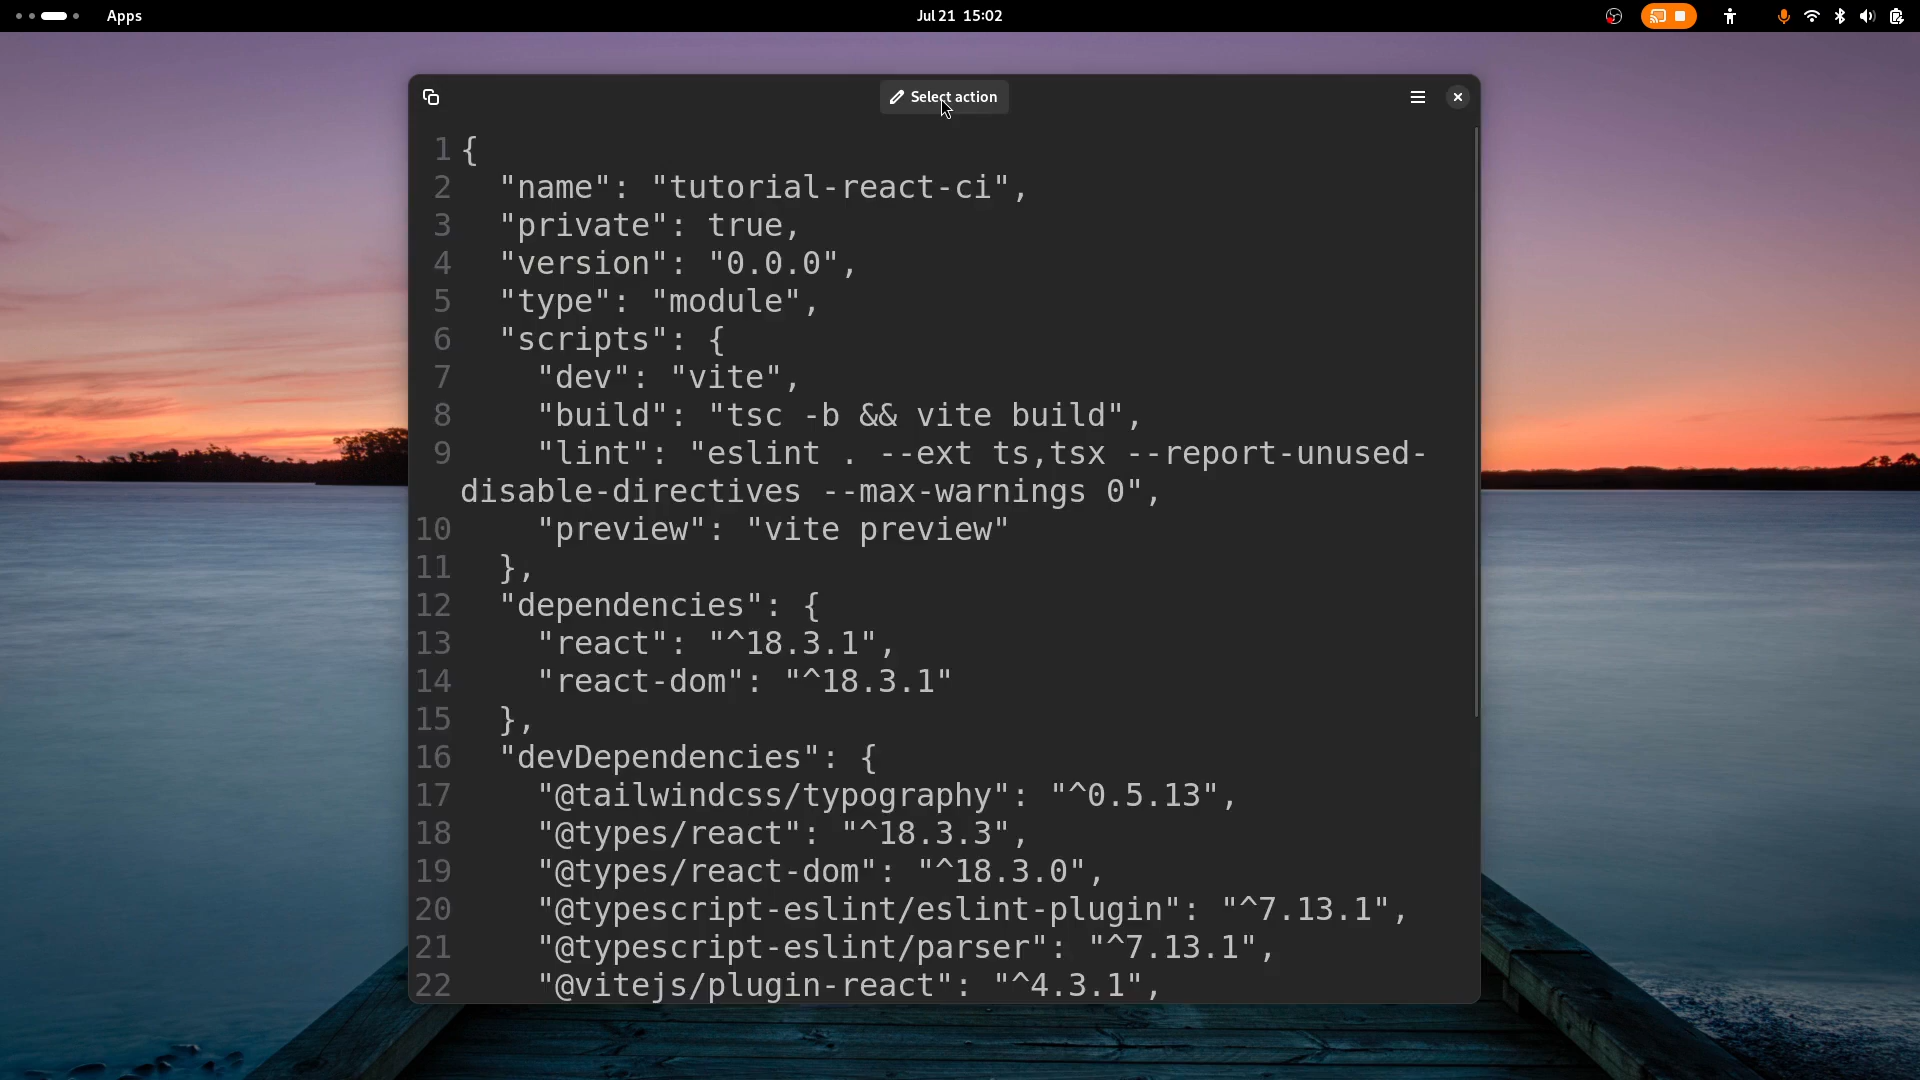 Apps
Jul 21 15:02
Select action
1 {
2   "name": "tutorial-react-ci",
3   "private": true,
4   "version": "0.0.0",
5   "type": "module",
6   "scripts": {
7     "dev": "vite",
8     "build": "tsc -b && vite build",
9     "lint": "eslint . --ext ts,tsx --report-unused-
disable-directives --max-warnings 0",
10     "preview": "vite preview"
11   },
12   "dependencies": {
13     "react": "^18.3.1",
14     "react-dom": "^18.3.1"
15   },
16   "devDependencies": {
17     "@tailwindcss/typography": "^0.5.13",
18     "@types/react": "^18.3.3",
19     "@types/react-dom": "^18.3.0",
20     "@typescript-eslint/eslint-plugin": "^7.13.1",
21     "@typescript-eslint/parser": "^7.13.1",
22     "@vitejs/plugin-react": "^4.3.1",